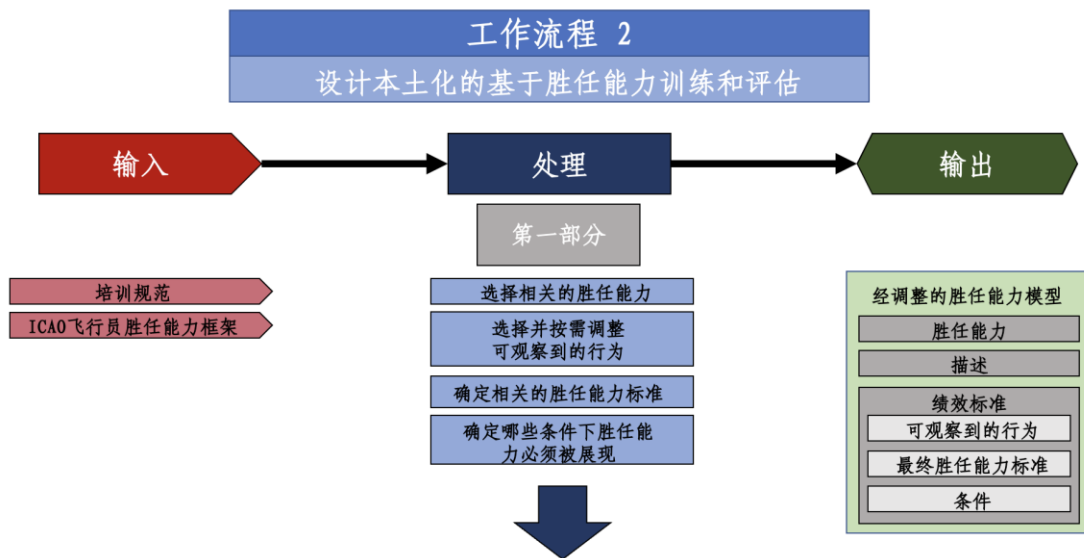 工作流程 2
设计本土化的基于胜任能力训练和评估
输入
处理
输出
第一部分
培训规范
ICAO飞行员胜任能力框架
选择相关的胜任能力
选择并按需调整
可观察到的行为
确定相关的胜任能力标准
确定哪些条件下胜任能
力必须被展现
经调整的胜任能力模型
胜任能力
描述
绩效标准
可观察到的行为
最终胜任能力标准
条件